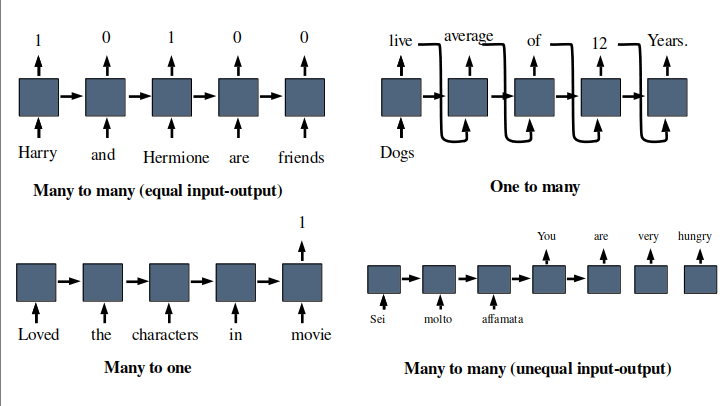 1 0 1 0 0
Harry and Hermione are friends
Many to many (equal input-output)
live average of 12 Years.
Dogs
One to many
1
Loved the characters in movie
Many to one
You are very hungry
Sei molto affamata
Many to many (unequal input-output)